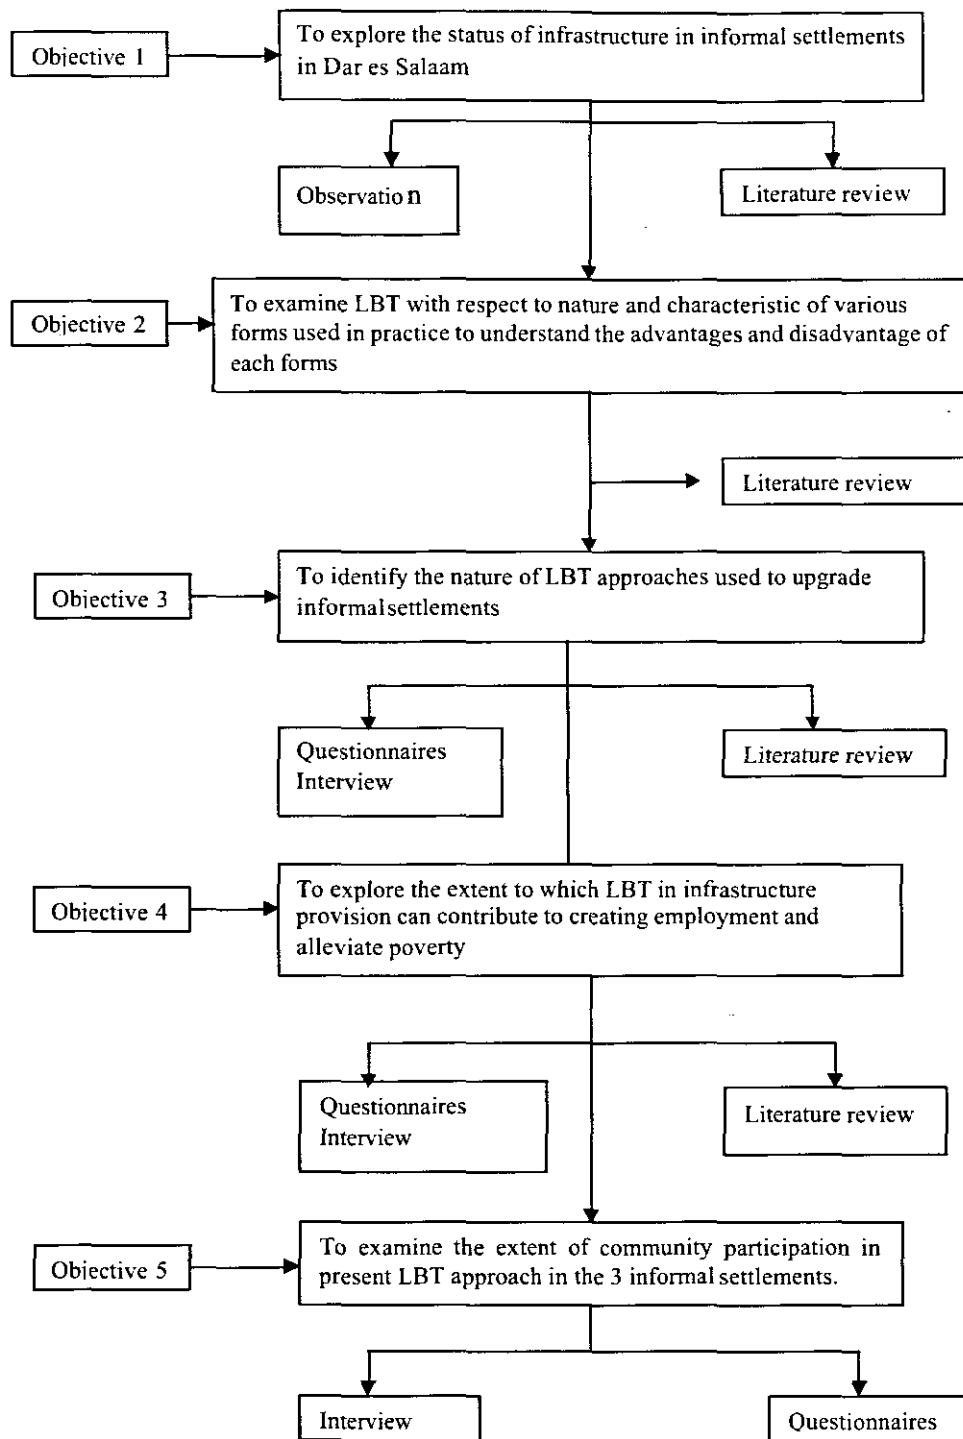 Objective 1
To explore the status of infrastructure in informal settlements
in Dar es Salaam
Observation
Literature review
Objective 2
To examine LBT with respect to nature and characteristic of various
forms used in practice to understand the advantages and disadvantage of
each forms
Literature review
Objective 3
To identify the nature of LBT approaches used to upgrade
informal settlements
Questionnaires
Interview
Literature review
Objective 4
To explore the extent to which LBT in infrastructure
provision can contribute to creating employment and
alleviate poverty
Questionnaires
Interview
Literature review
Objective 5
To examine the extent of community participation in
present LBT approach in the 3 informal settlements.
Interview
Questionnaires